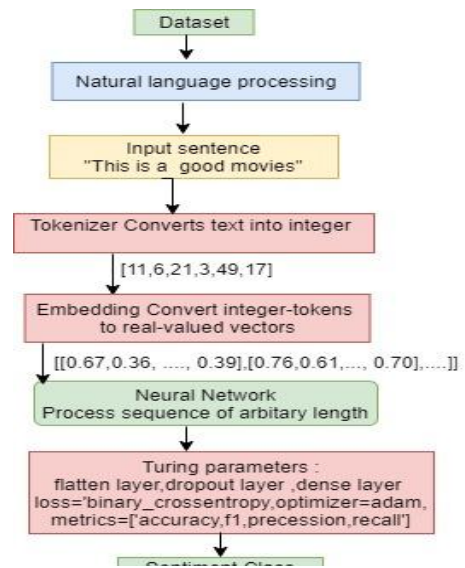 Dataset
Natural language processing
Input sentence
"This is a good movies"
Tokenizer Converts text into integer
[11,6,21,3,49,17]
Embedding Convert integer-tokens
to real-valued vectors
[[0.67,0.36, ...., 0.39],[0.76,0.61,..., 0.70],....]]
Neural Network
Process sequence of arbitary length
Turing parameters :
flatten layer,dropout layer ,dense layer
loss='binary_crossentropy,optimizer=adam,
metrics=['accuracy,f1,precession,recall']
Sentiment Class